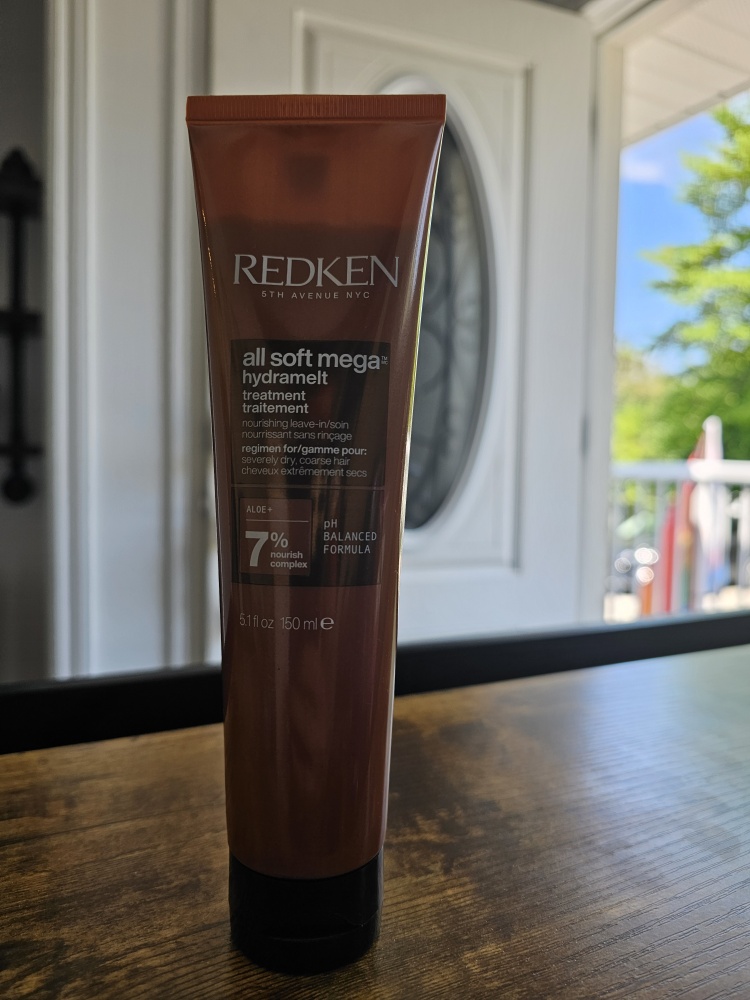 REDKEN
5TH AVENUE NYC
all soft mega™ MC
hydramelt
treatment
traitement
nourishing leave-in/soin
nourrissant sans rinçage
regimen for/gamme pour:
severely dry, coarse hair
cheveux extrêmement secs
ALOE+
7%
nourish
complex
pH
BALANCED
FORMULA
5.1 fl oz 150 ml ℮